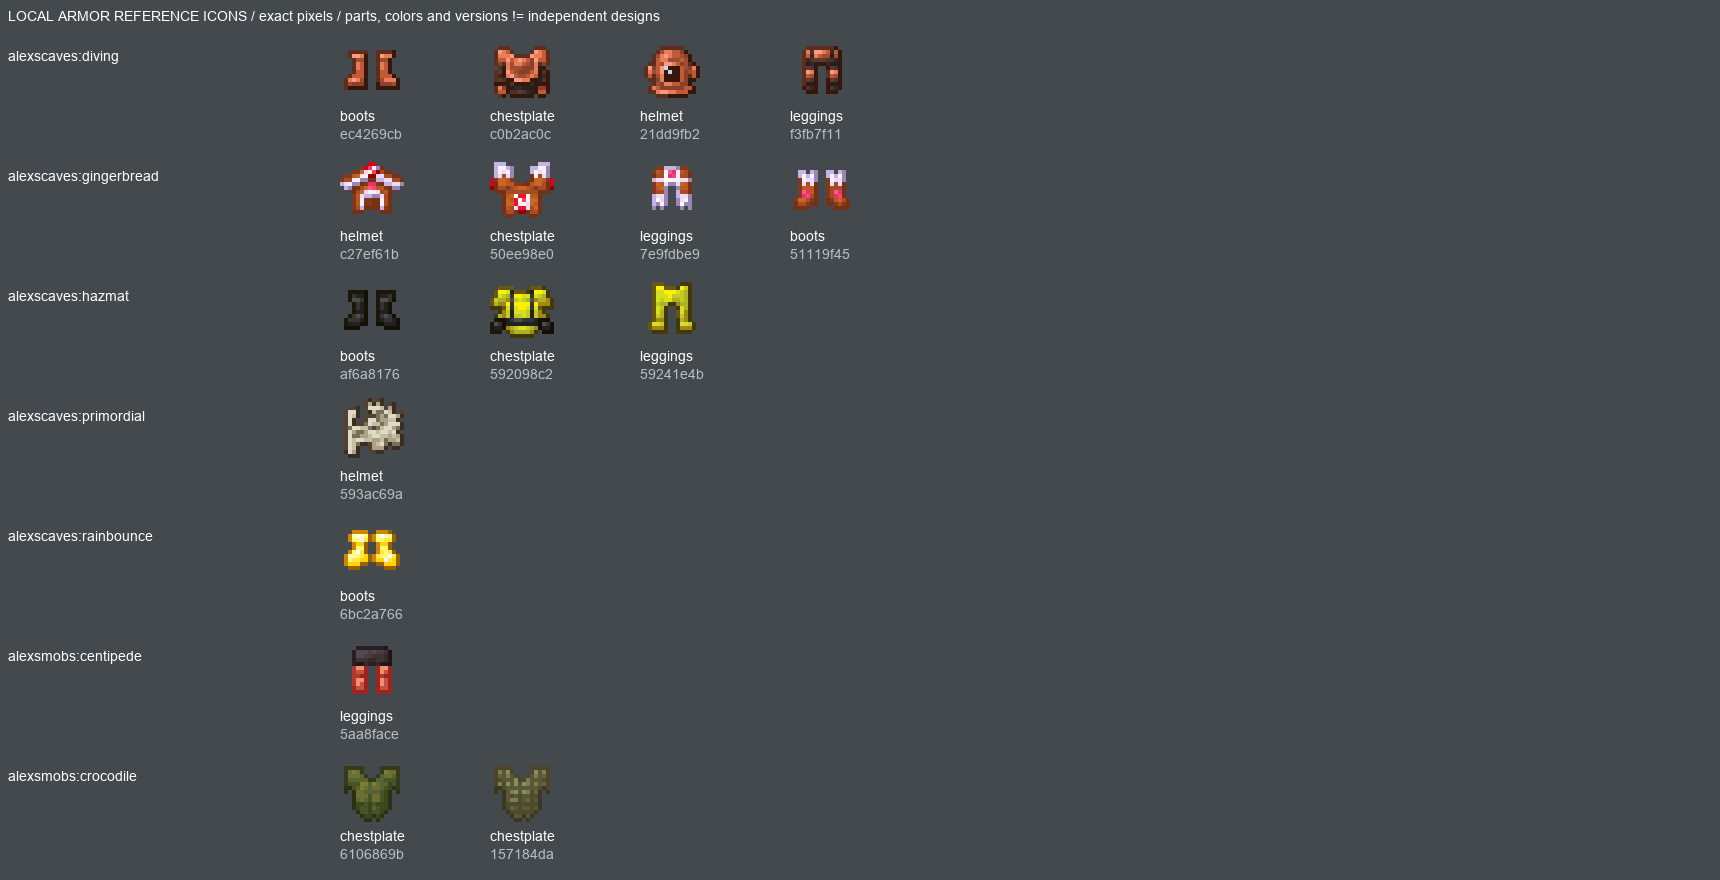 LOCAL ARMOR REFERENCE ICONS / exact pixels / parts, colors and versions != independent designs
alexscaves:diving
boots chestplate helmet leggings
ec4269cb c0b2ac0c 21dd9fb2 f3fb7f11
alexscaves:gingerbread
helmet chestplate leggings boots
c27ef61b 50ee98e0 7e9fdbe9 51119f45
alexscaves:hazmat
boots chestplate leggings
af6a8176 592098c2 59241e4b
alexscaves:primordial
helmet
593ac69a
alexscaves:rainbounce
boots
6bc2a766
alexsmobs:centipede
leggings
5aa8face
alexsmobs:crocodile
chestplate chestplate
6106869b 157184da